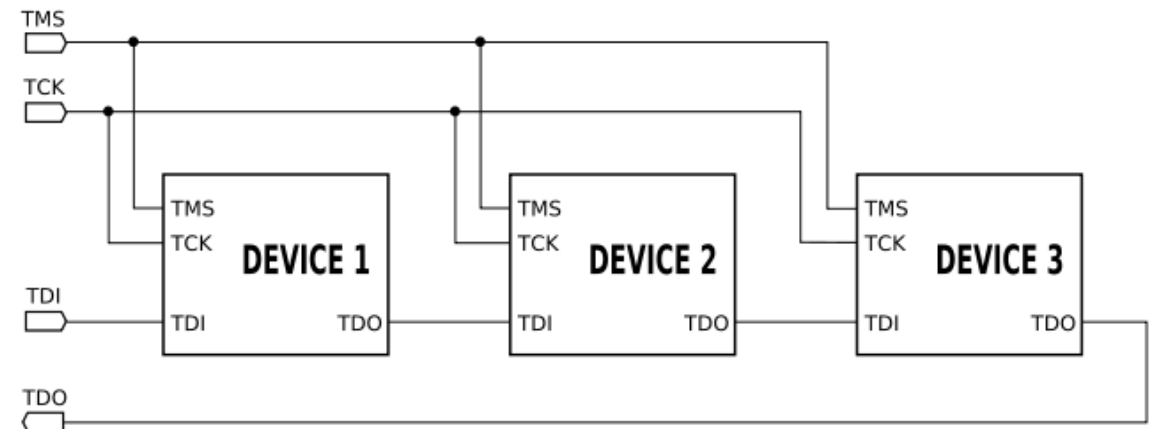 TMS
TCK
TMS
TCK
DEVICE 1
TDI
TDO
TMS
TCK
DEVICE 2
TDI
TDO
TMS
TCK
DEVICE 3
TDI
TDO
TDI
TDO